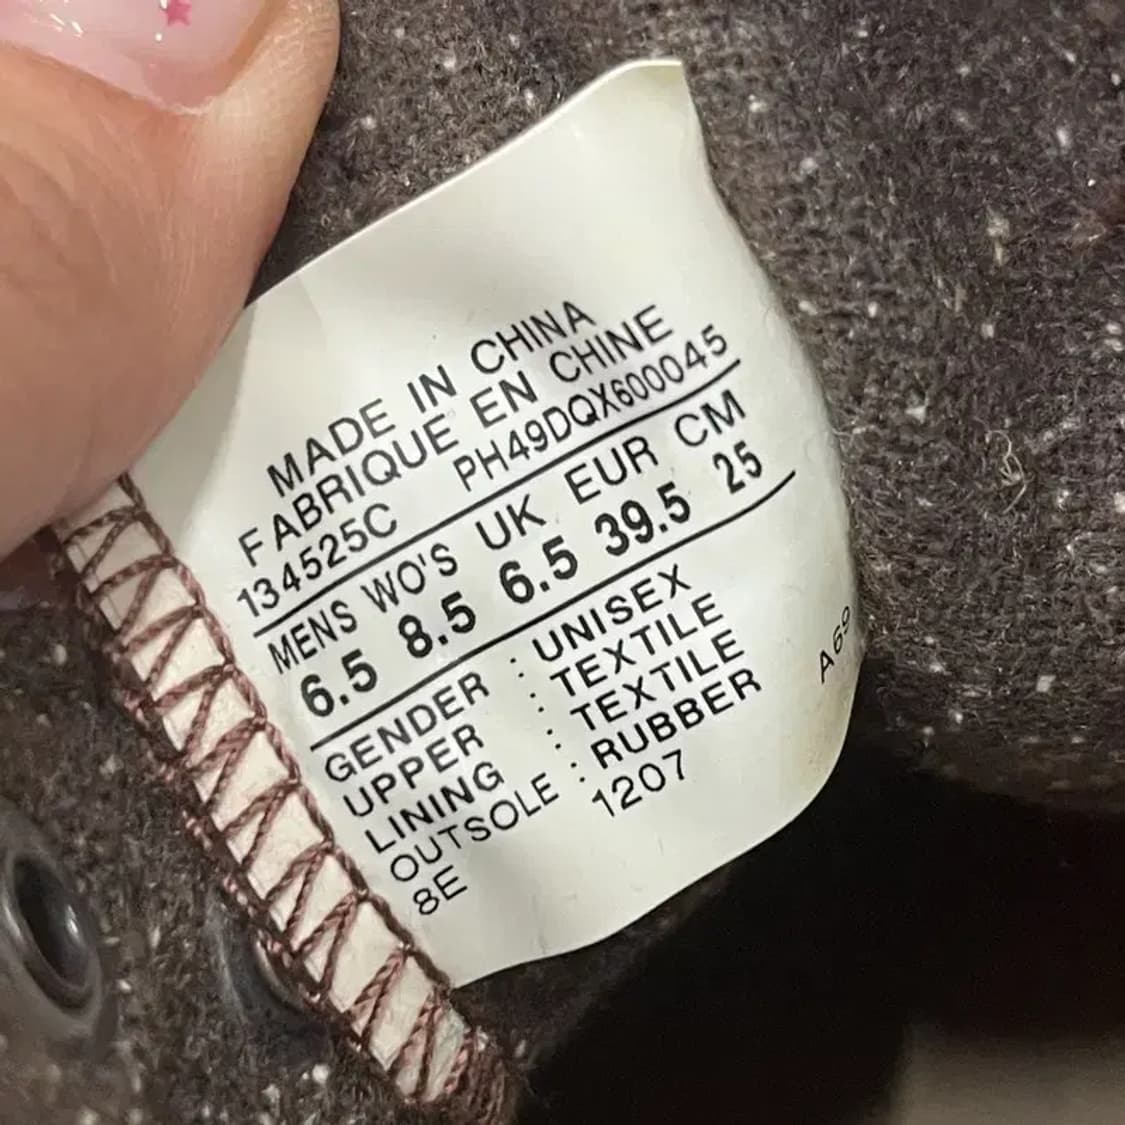 MADE IN CHINA
FABRIQUE EN CHINE
134525C PH49DQX600045
MENS WO'S UK EUR CM
6.5 8.5 6.5 39.5 25
GENDER : UNISEX
UPPER : TEXTILE
LINING : TEXTILE
OUTSOLE : RUBBER
8E 1207
A69